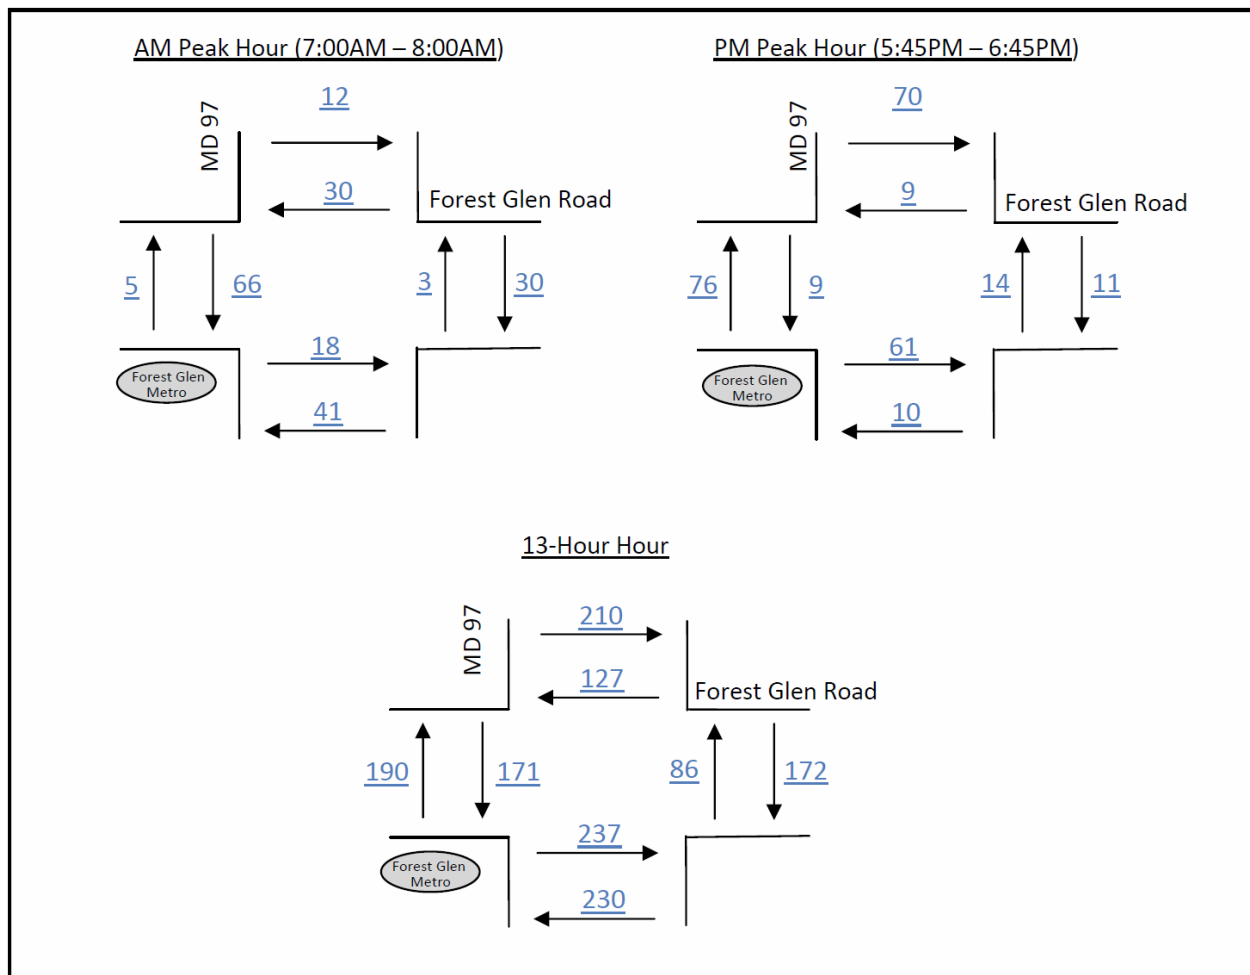 AM Peak Hour (7:00AM – 8:00AM)
12
MD 97
30
Forest Glen Road
5
66
3
30
18
Forest Glen
Metro
41
PM Peak Hour (5:45PM – 6:45PM)
70
MD 97
9
Forest Glen Road
76
9
14
11
61
Forest Glen
Metro
10
13-Hour Hour
210
MD 97
127
Forest Glen Road
190
171
86
172
237
Forest Glen
Metro
230